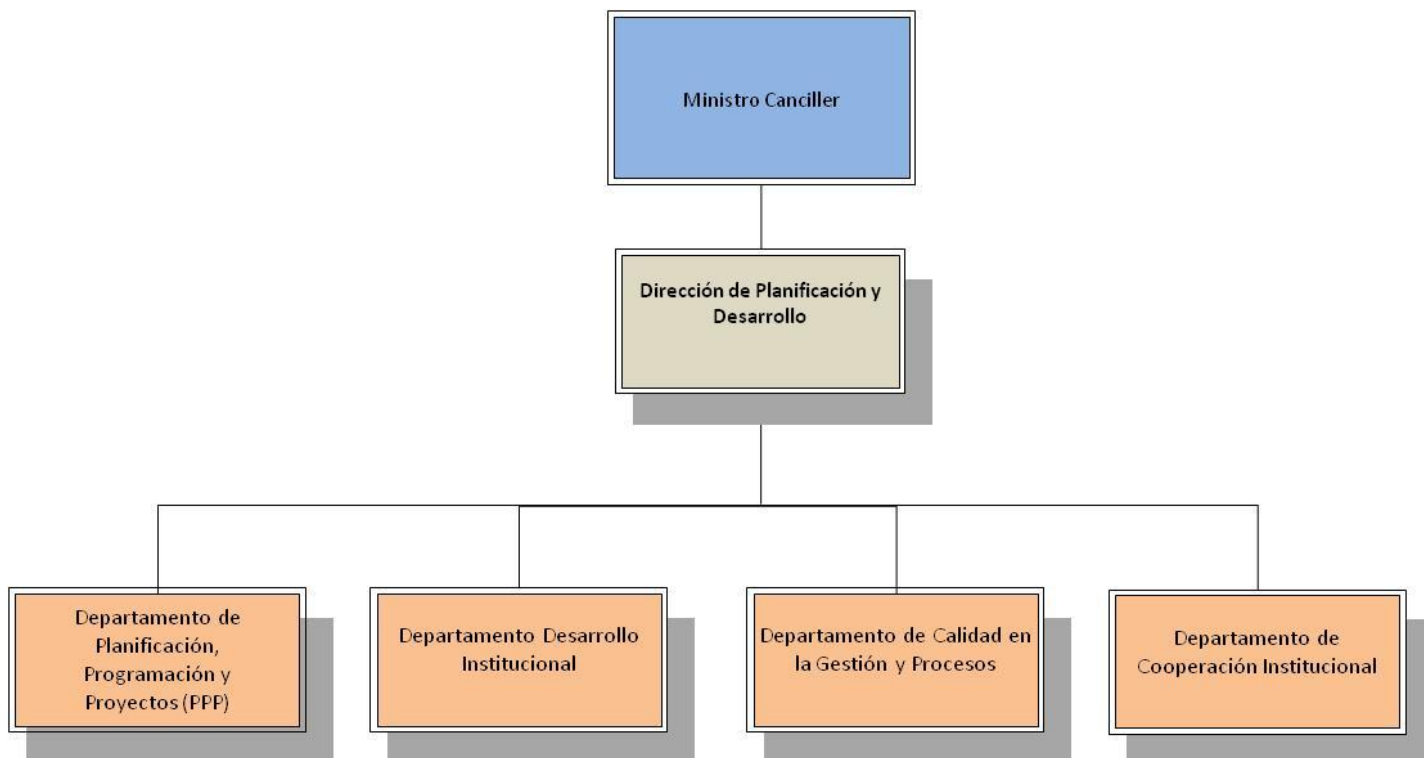 Ministro Canciller
Dirección de Planificación y
Desarrollo
Departamento de
Planificación,
Programación y
Proyectos (PPP)
Departamento Desarrollo
Institucional
Departamento de Calidad en
la Gestión y Procesos
Departamento de
Cooperación Institucional